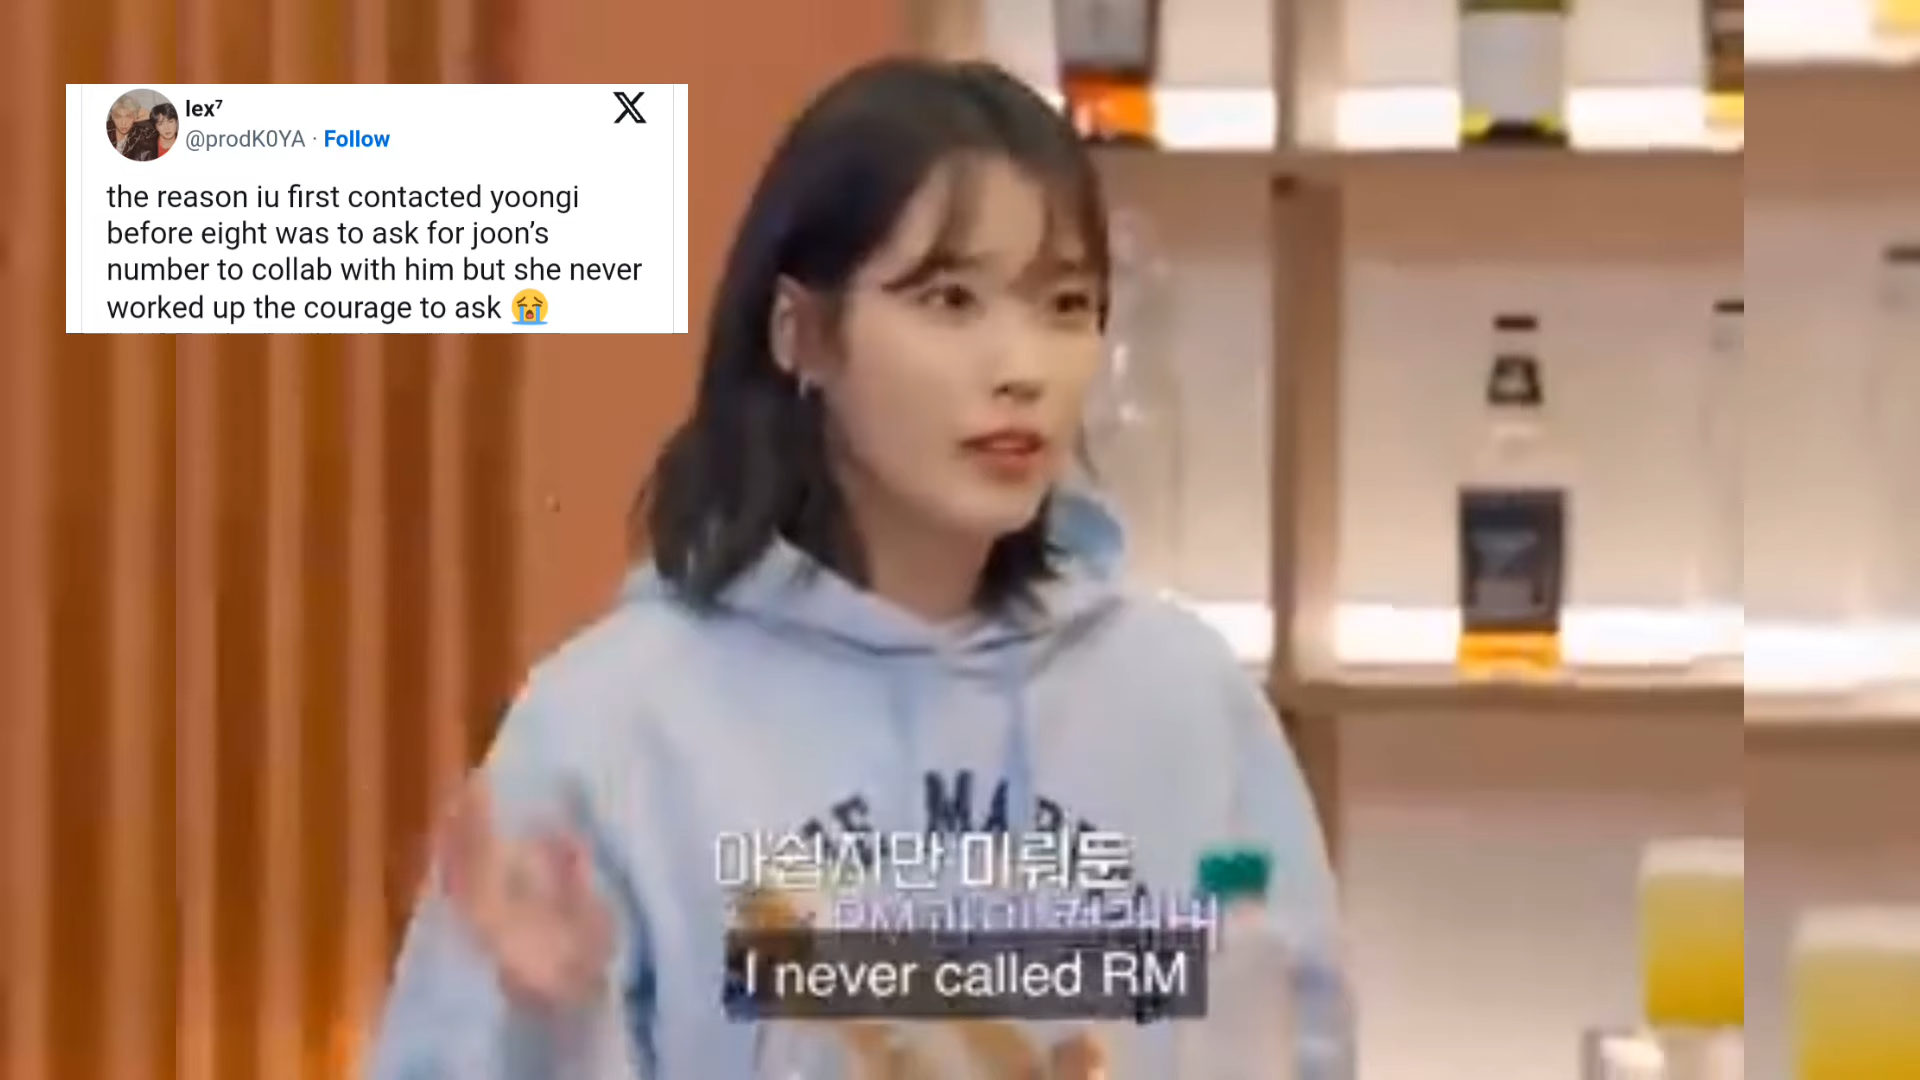 lex⁷
@prodK0YA · Follow
the reason iu first contacted yoongi
before eight was to ask for joon’s
number to collab with him but she never
worked up the courage to ask 😭
아쉽지만 미뤄둔
RM
I never called RM